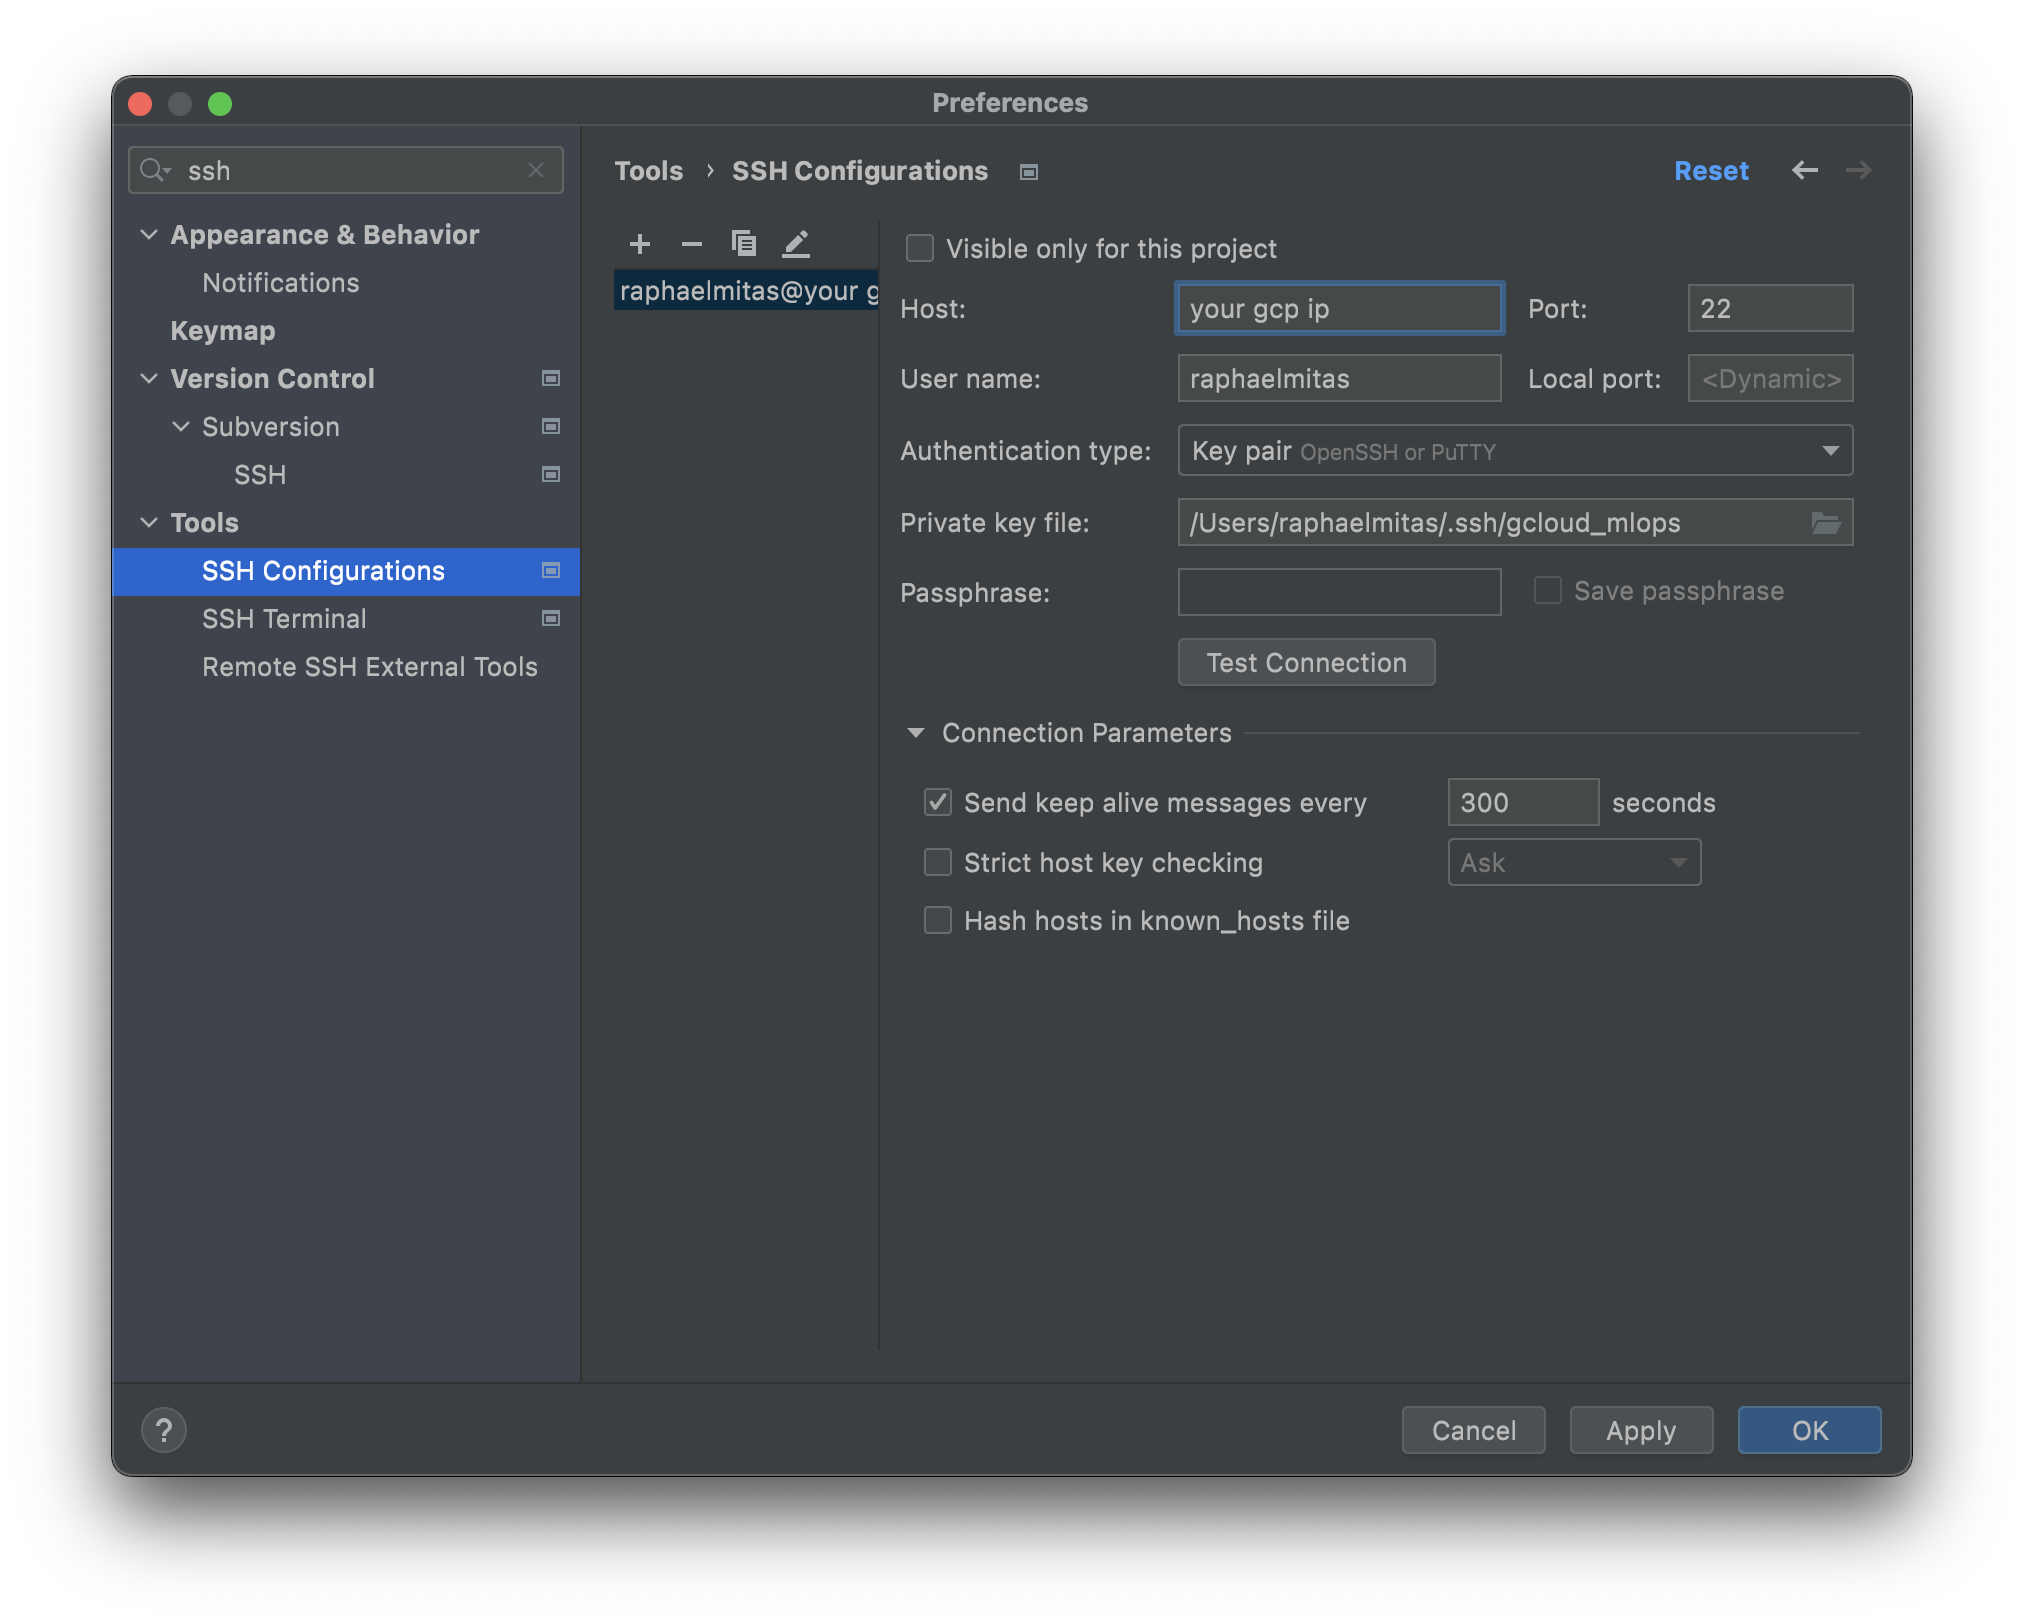 Preferences
ssh
Appearance & Behavior
Notifications
Keymap
Version Control
Subversion
SSH
Tools
SSH Configurations
SSH Terminal
Remote SSH External Tools
Tools › SSH Configurations
Reset
raphaelmitas@your g
Visible only for this project
Host: your gcp ip Port: 22
User name: raphaelmitas Local port: <Dynamic>
Authentication type: Key pair OpenSSH or PuTTY
Private key file: /Users/raphaelmitas/.ssh/gcloud_mlops
Passphrase: Save passphrase
Test Connection
Connection Parameters
Send keep alive messages every 300 seconds
Strict host key checking Ask
Hash hosts in known_hosts file
? Cancel Apply OK